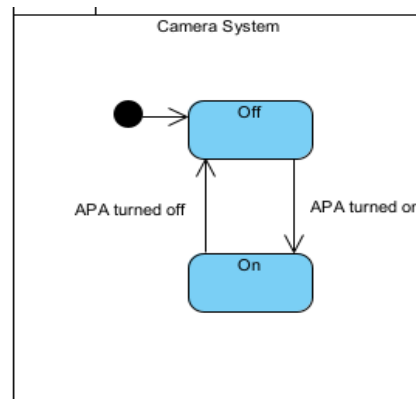 Camera System
Off
APA turned off
APA turned on
On